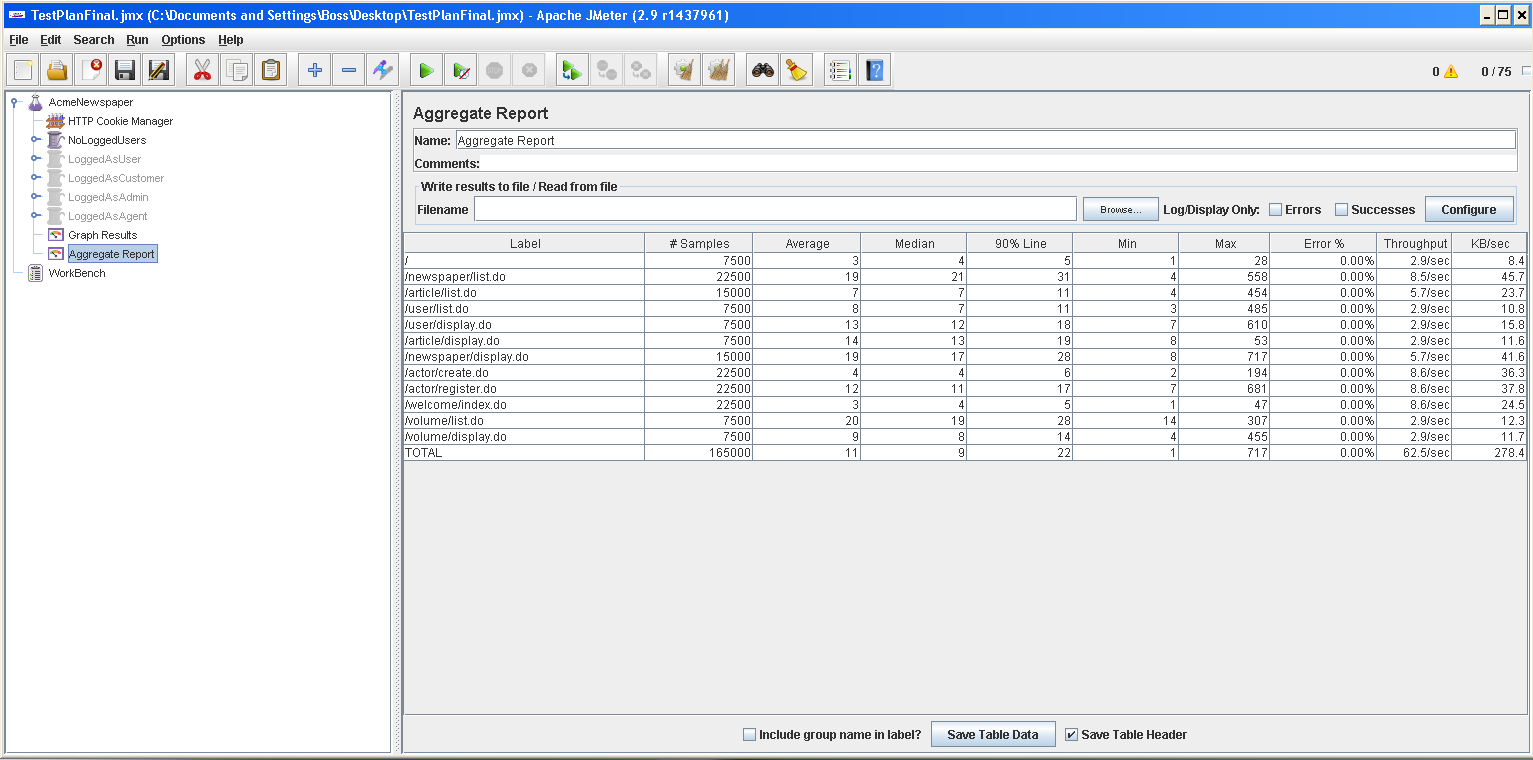 TestPlanFinal.jmx (C:\Documents and Settings\Boss\Desktop\TestPlanFinal.jmx) - Apache JMeter (2.9 r1437961)
File Edit Search Run Options Help
0 0 / 75
AcmeNewspaper
HTTP Cookie Manager
NoLoggedUsers
LoggedAsUser
LoggedAsCustomer
LoggedAsAdmin
LoggedAsAgent
Graph Results
Aggregate Report
WorkBench
Aggregate Report
Name: Aggregate Report
Comments:
Write results to file / Read from file
Filename Browse... Log/Display Only: Errors Successes Configure
Label # Samples Average Median 90% Line Min Max Error % Throughput KB/sec
/ 7500 3 4 5 1 28 0.00% 2.9/sec 8.4
/newspaper/list.do 22500 19 21 31 4 558 0.00% 8.5/sec 45.7
/article/list.do 15000 7 7 11 4 454 0.00% 5.7/sec 23.7
/user/list.do 7500 8 7 11 3 485 0.00% 2.9/sec 10.8
/user/display.do 7500 13 12 18 7 610 0.00% 2.9/sec 15.8
/article/display.do 7500 14 13 19 8 53 0.00% 2.9/sec 11.6
/newspaper/display.do 15000 19 17 28 8 717 0.00% 5.7/sec 41.6
/actor/create.do 22500 4 4 6 2 194 0.00% 8.6/sec 36.3
/actor/register.do 22500 12 11 17 7 681 0.00% 8.6/sec 37.8
/welcome/index.do 22500 3 4 5 1 47 0.00% 8.6/sec 24.5
/volume/list.do 7500 20 19 28 14 307 0.00% 2.9/sec 12.3
/volume/display.do 7500 9 8 14 4 455 0.00% 2.9/sec 11.7
TOTAL 165000 11 9 22 1 717 0.00% 62.5/sec 278.4
Include group name in label? Save Table Data Save Table Header